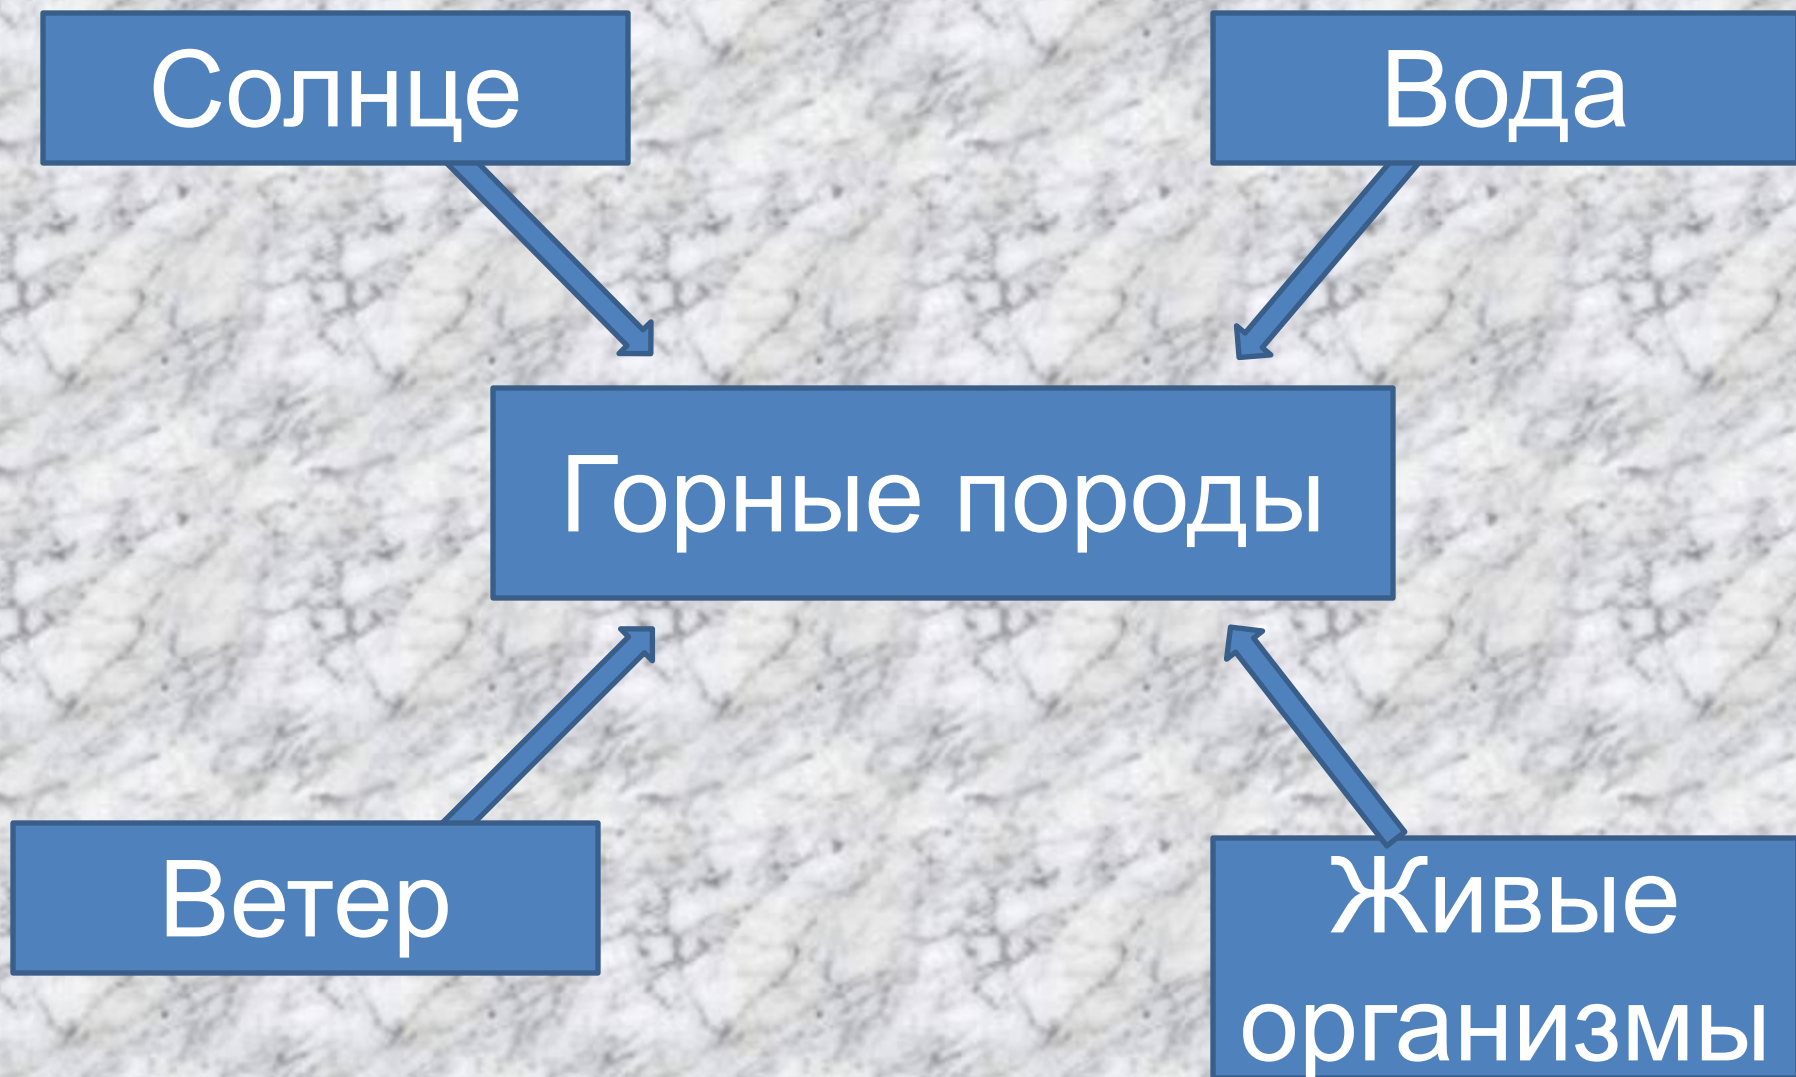 Солнце
Вода
Горные породы
Ветер
Живые
организмы